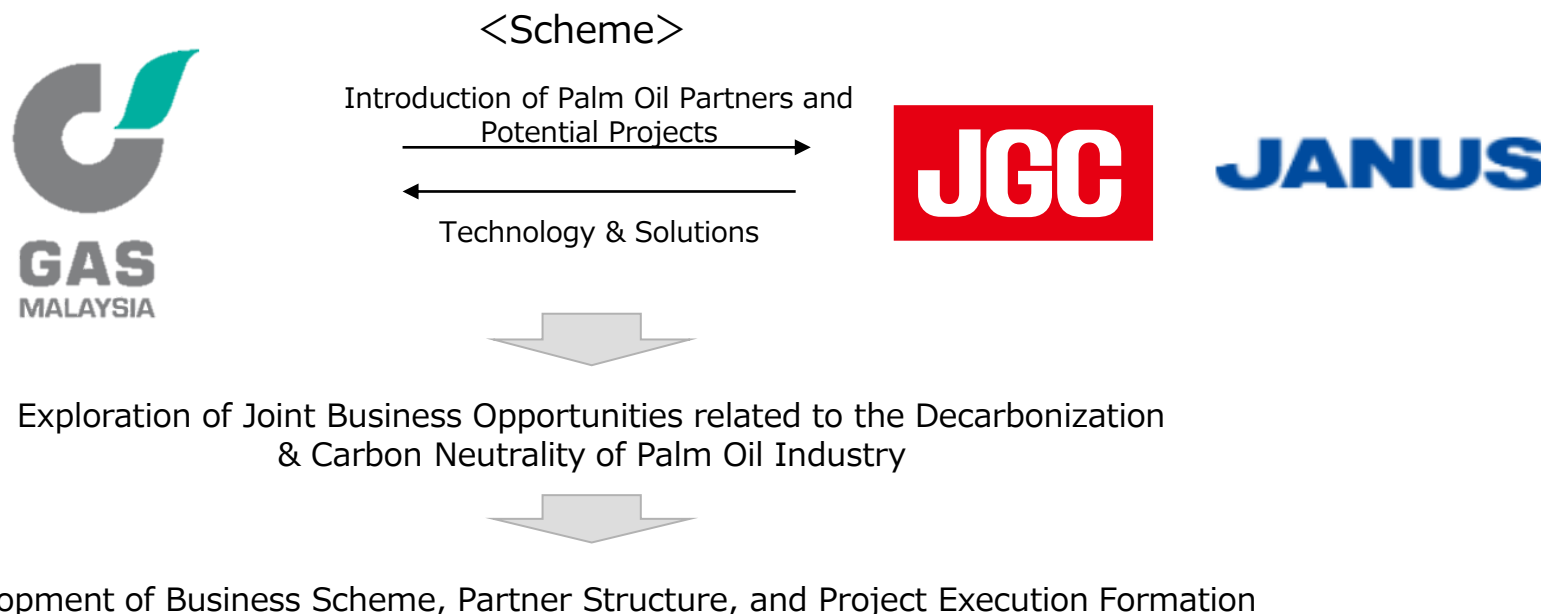 <Scheme>
Introduction of Palm Oil Partners and
Potential Projects
Technology & Solutions
GAS
MALAYSIA
JGC
JANUS
Exploration of Joint Business Opportunities related to the Decarbonization
& Carbon Neutrality of Palm Oil Industry
opment of Business Scheme, Partner Structure, and Project Execution Formation